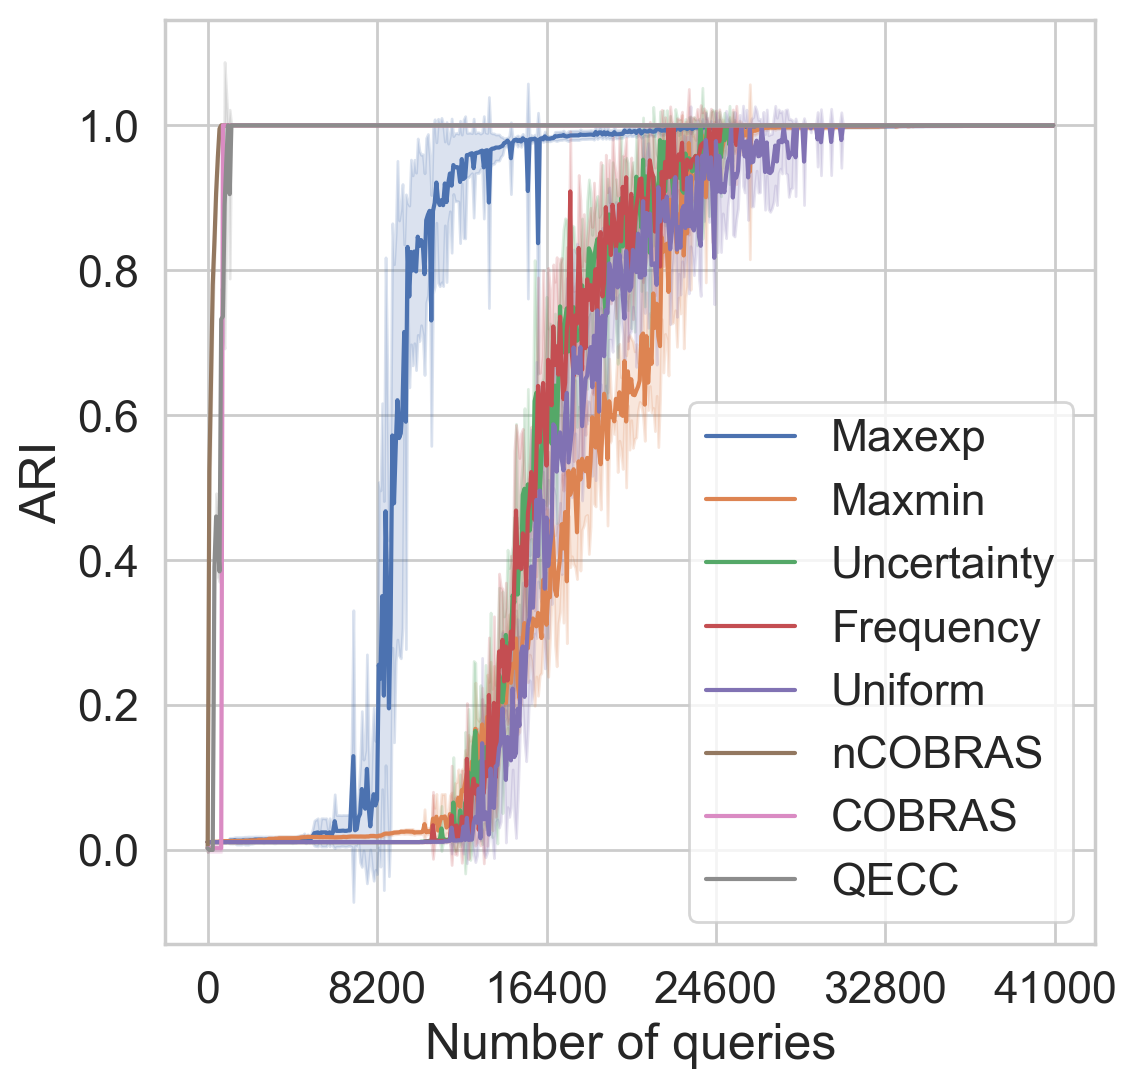 1.0
0.8
0.6
0.4
0.2
0.0
ARI
Maxexp
Maxmin
Uncertainty
Frequency
Uniform
nCOBRAS
COBRAS
QECC
0 8200 16400 24600 32800 41000
Number of queries